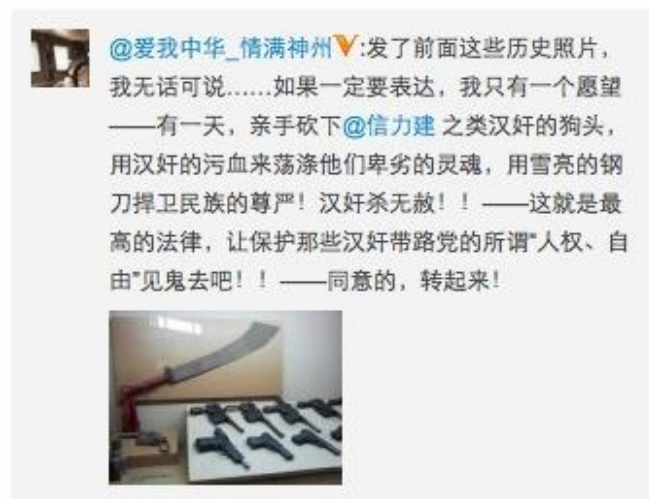 @爱我中华_情满神州V:发了前面这些历史照片，
我无话可说……如果一定要表达，我只有一个愿望
——有一天，亲手砍下@信力建 之类汉奸的狗头，
用汉奸的污血来荡涤他们卑劣的灵魂，用雪亮的钢
刀捍卫民族的尊严！汉奸杀无赦！！——这就是最
高的法律，让保护那些汉奸带路党的所谓“人权、自
由”见鬼去吧！！——同意的，转起来！